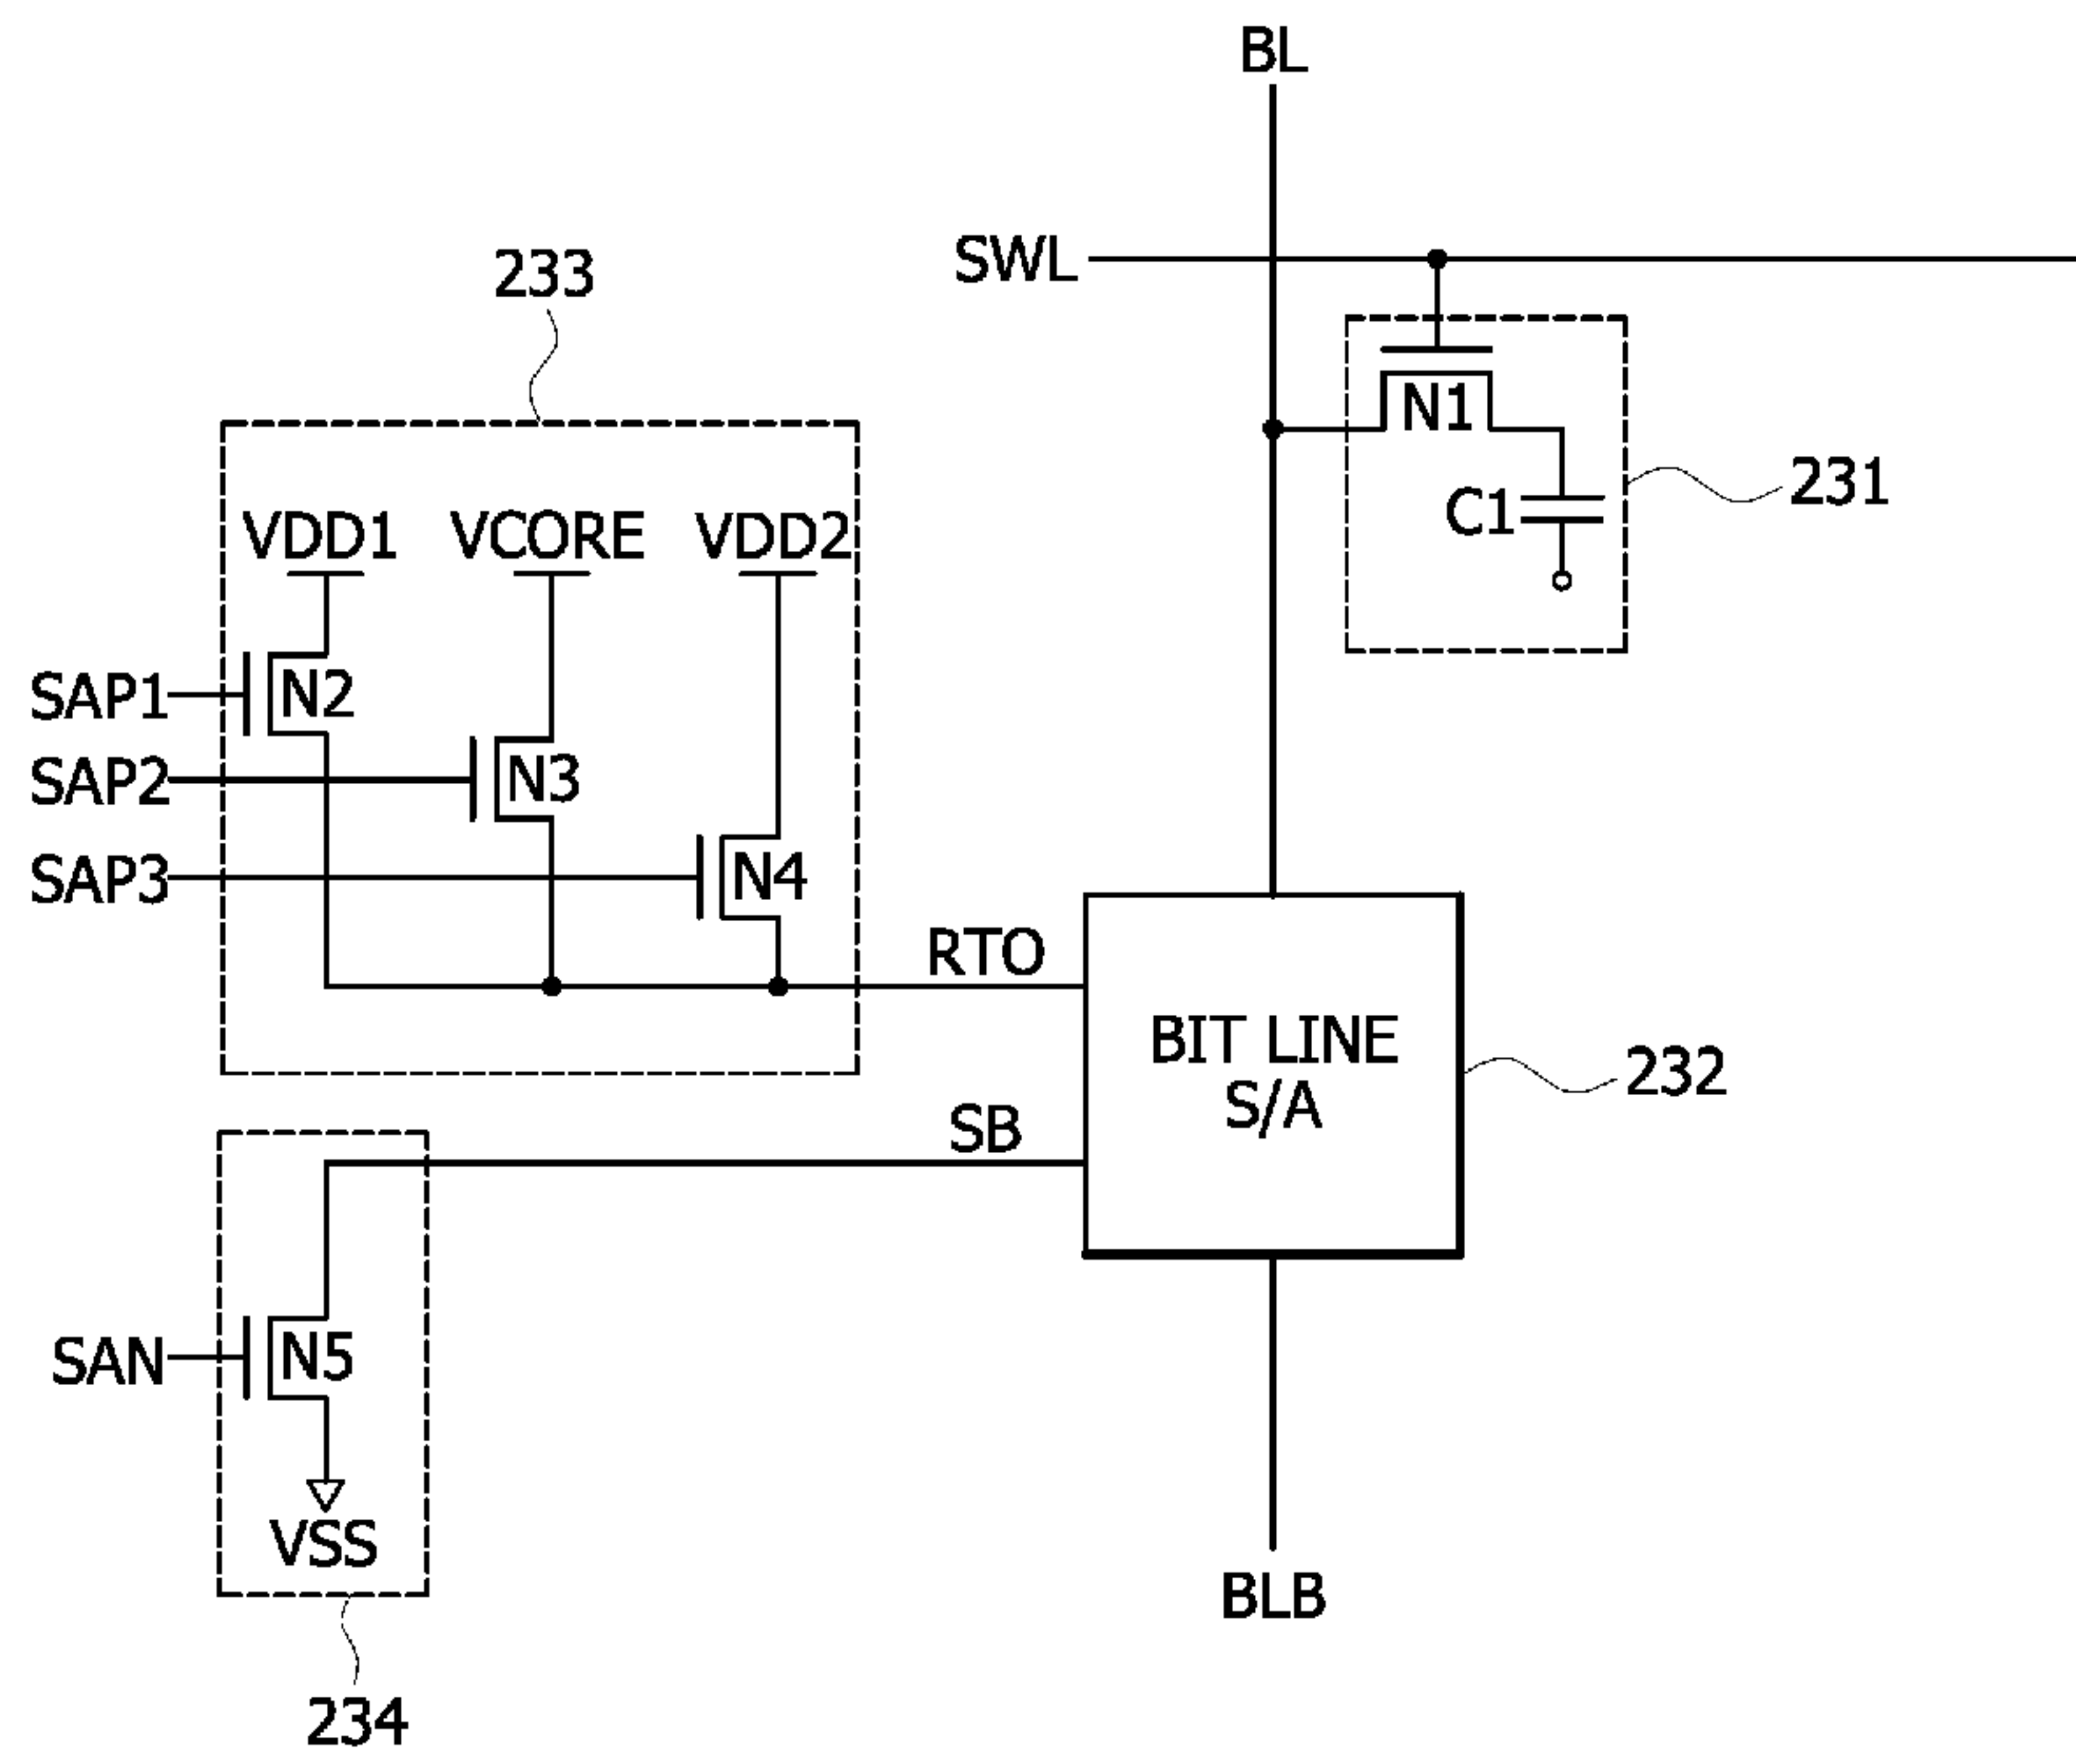 BL
SWL
233
N1
231
C1
VDD1 VCORE VDD2
SAP1
N2
SAP2
N3
SAP3
N4
RTO
BIT LINE
S/A
232
SB
SAN
N5
VSS
BLB
234